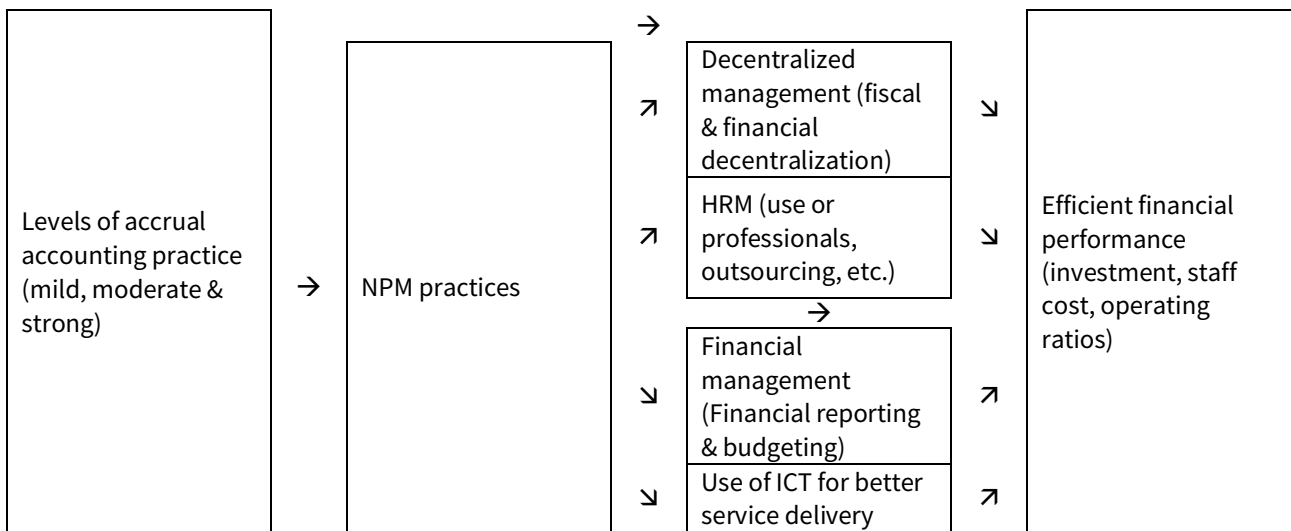 Levels of accrual
accounting practice
(mild, moderate &
strong)
→
NPM practices
→
↗
↗
↘
↘
Decentralized
management (fiscal
& financial
decentralization)
HRM (use or
professionals,
outsourcing, etc.)
→
Financial
management
(Financial reporting
& budgeting)
Use of ICT for better
service delivery
↘
↘
↗
↗
Efficient financial
performance
(investment, staff
cost, operating
ratios)